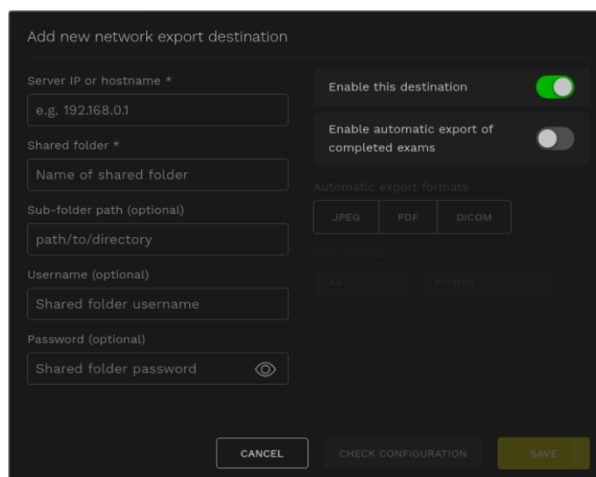 Add new network export destination
Server IP or hostname *
e.g. 192.168.0.1
Shared folder *
Name of shared folder
Sub-folder path (optional)
path/to/directory
Username (optional)
Shared folder username
Password (optional)
Shared folder password
Enable this destination
Enable automatic export of
completed exams
Automatic export formats
JPEG PDF DICOM
A4 Portrait
CANCEL CHECK CONFIGURATION SAVE